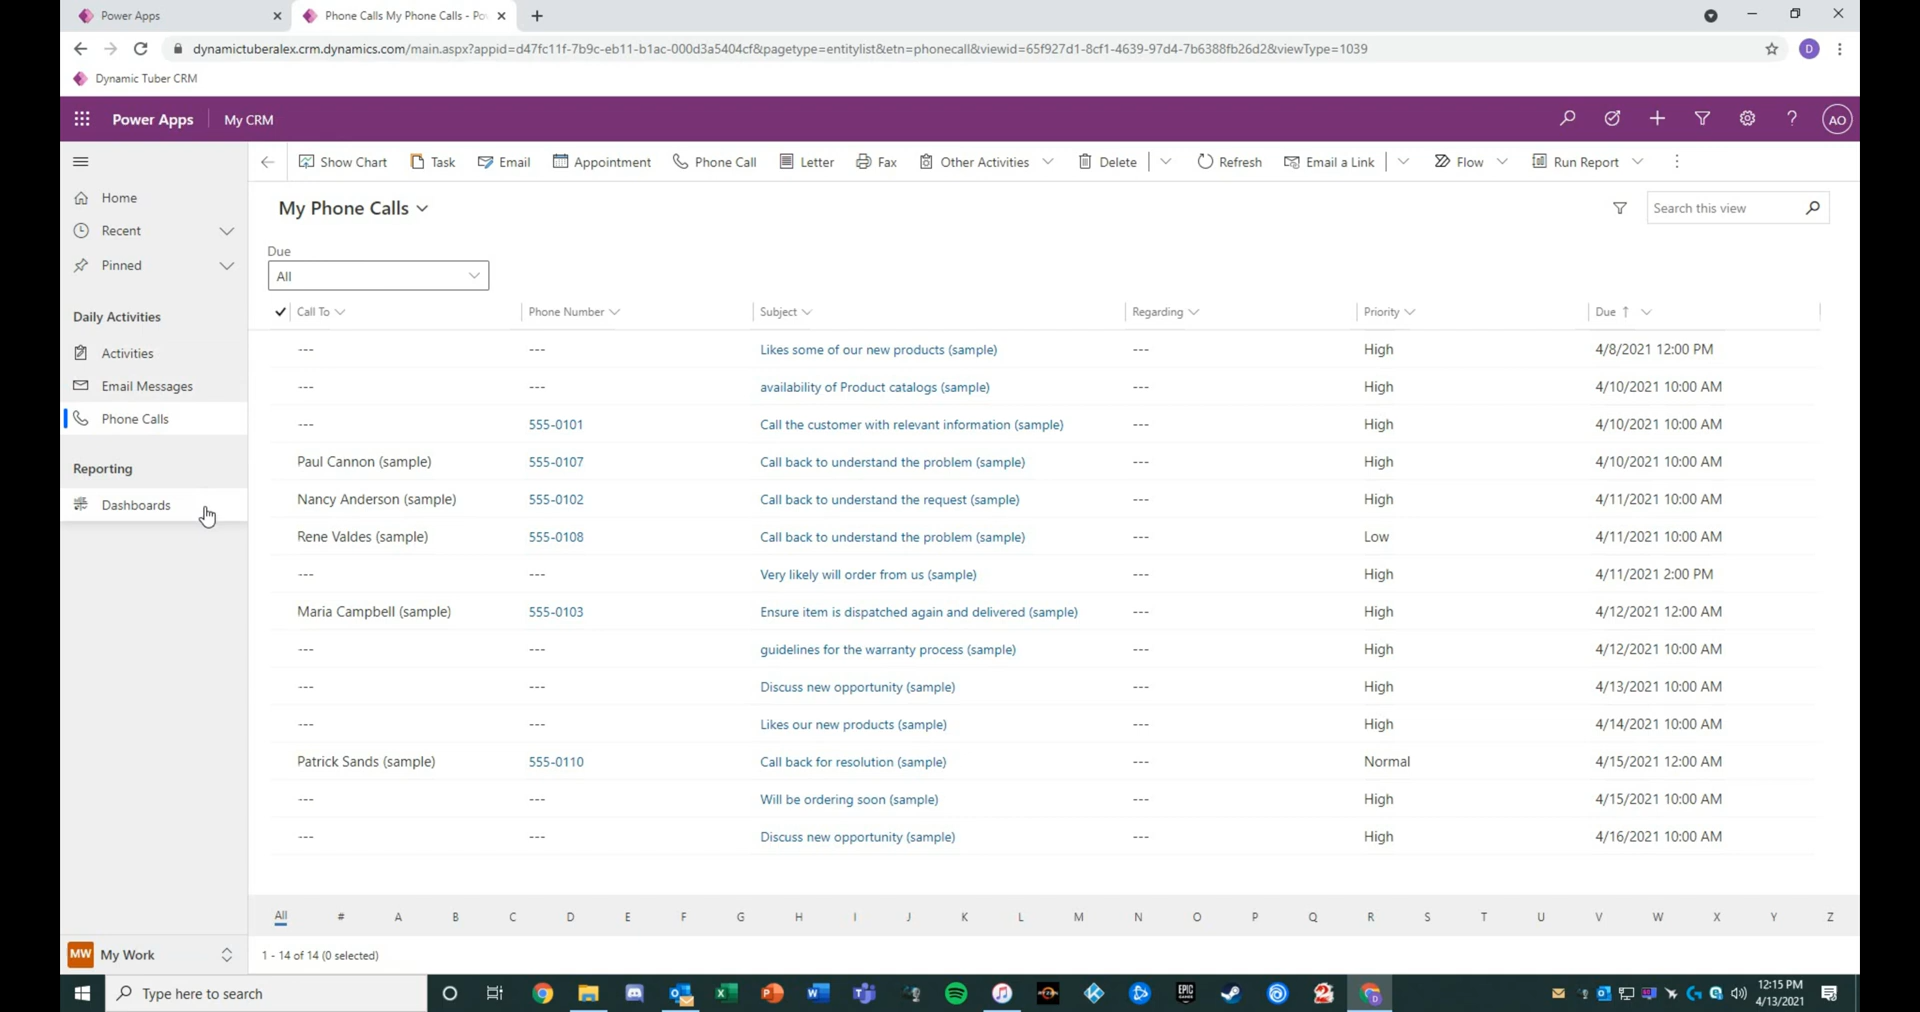 Power Apps
Phone Calls My Phone Calls - Po
dynamictuberalex.crm.dynamics.com/main.aspx?appid=d47fc11f-7b9c-eb11-b1ac-000d3a5404cf&pagetype=entitylist&etn=phonecall&viewid=65f927d1-8cf1-4639-97d4-7b6388fb26d2&viewType=1039
D
Dynamic Tuber CRM
Power Apps My CRM AO
Show Chart Task Email Appointment Phone Call Letter Fax Other Activities Delete Refresh Email a Link Flow Run Report
Home
Recent
Pinned
Daily Activities
Activities
Email Messages
Phone Calls
Reporting
Dashboards
MW My Work
My Phone Calls
Search this view
Due
All
Call To Phone Number Subject Regarding Priority Due
--- --- Likes some of our new products (sample) --- High 4/8/2021 12:00 PM
--- --- availability of Product catalogs (sample) --- High 4/10/2021 10:00 AM
--- 555-0101 Call the customer with relevant information (sample) --- High 4/10/2021 10:00 AM
Paul Cannon (sample) 555-0107 Call back to understand the problem (sample) --- High 4/10/2021 10:00 AM
Nancy Anderson (sample) 555-0102 Call back to understand the request (sample) --- High 4/11/2021 10:00 AM
Rene Valdes (sample) 555-0108 Call back to understand the problem (sample) --- Low 4/11/2021 10:00 AM
--- --- Very likely will order from us (sample) --- High 4/11/2021 2:00 PM
Maria Campbell (sample) 555-0103 Ensure item is dispatched again and delivered (sample) --- High 4/12/2021 12:00 AM
--- --- guidelines for the warranty process (sample) --- High 4/12/2021 10:00 AM
--- --- Discuss new opportunity (sample) --- High 4/13/2021 10:00 AM
--- --- Likes our new products (sample) --- High 4/14/2021 10:00 AM
Patrick Sands (sample) 555-0110 Call back for resolution (sample) --- Normal 4/15/2021 12:00 AM
--- --- Will be ordering soon (sample) --- High 4/15/2021 10:00 AM
--- --- Discuss new opportunity (sample) --- High 4/16/2021 10:00 AM
All # A B C D E F G H I J K L M N O P Q R S T U V W X Y Z
1 - 14 of 14 (0 selected)
Type here to search
EPIC GAMES
12:15 PM
4/13/2021